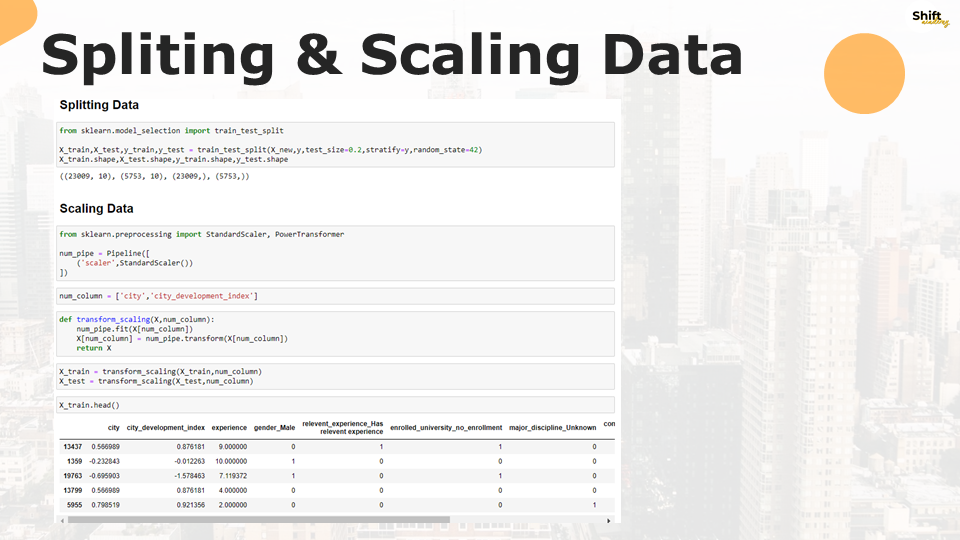 Shift
academy
Spliting & Scaling Data
Splitting Data
from sklearn.model_selection import train_test_split
X_train,X_test,y_train,y_test = train_test_split(X_new,y,test_size=0.2,stratify=y,random_state=42)
X_train.shape,X_test.shape,y_train.shape,y_test.shape
((23009, 10), (5753, 10), (23009,), (5753,))
Scaling Data
from sklearn.preprocessing import StandardScaler, PowerTransformer
num_pipe = Pipeline([
    ('scaler',StandardScaler())
])
num_column = ['city','city_development_index']
def transform_scaling(X,num_column):
    num_pipe.fit(X[num_column])
    X[num_column] = num_pipe.transform(X[num_column])
    return X
X_train = transform_scaling(X_train,num_column)
X_test = transform_scaling(X_test,num_column)
X_train.head()
city city_development_index experience gender_Male relevent_experience_Has relevent experience enrolled_university_no_enrollment major_discipline_Unknown con
13437 0.566989 0.876181 9.000000 0 1 1 0
1359 -0.232843 -0.012263 10.000000 1 0 0 0
19763 -0.695903 -1.578463 7.119372 1 0 1 0
13799 0.566989 0.876181 4.000000 0 0 0 0
5955 0.798519 0.921356 2.000000 0 0 0 1